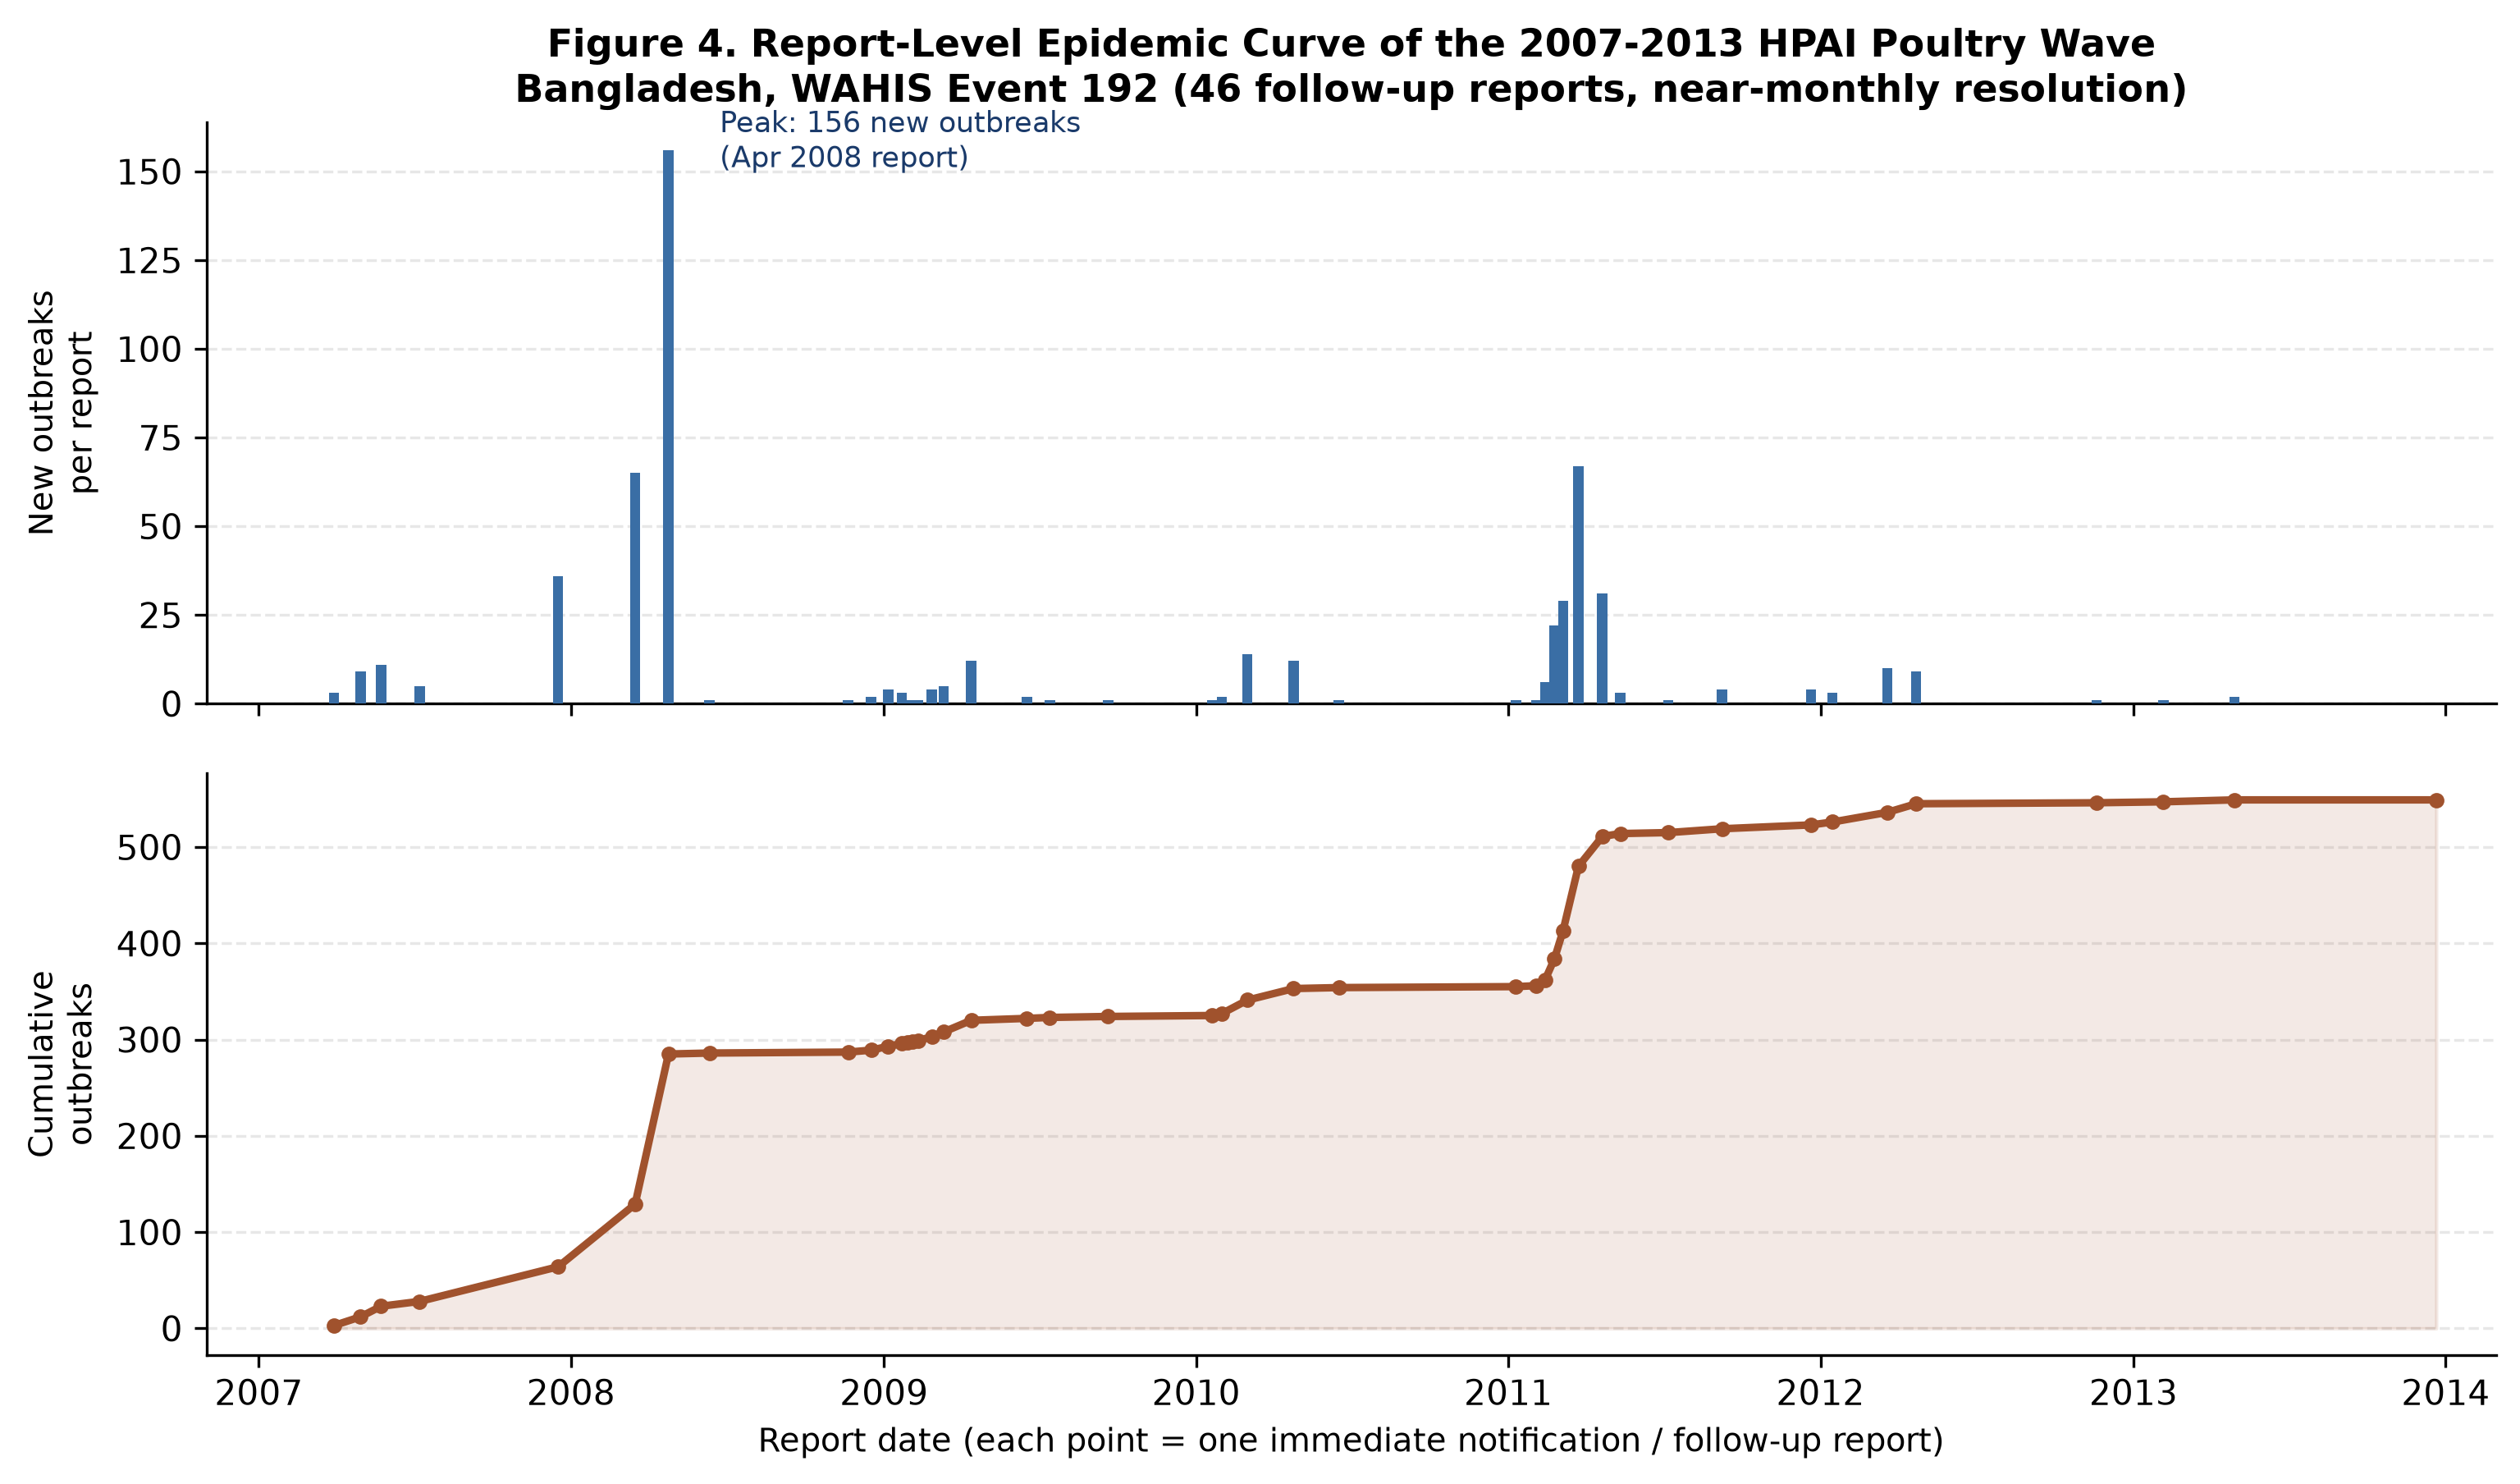 Figure 4. Report-Level Epidemic Curve of the 2007-2013 HPAI Poultry Wave
Bangladesh, WAHIS Event 192 (46 follow-up reports, near-monthly resolution)
Peak: 156 new outbreaks
(Apr 2008 report)
New outbreaks
per report
150
125
100
75
50
25
0
Cumulative
outbreaks
500
400
300
200
100
0
2007 2008 2009 2010 2011 2012 2013 2014
Report date (each point = one immediate notification / follow-up report)